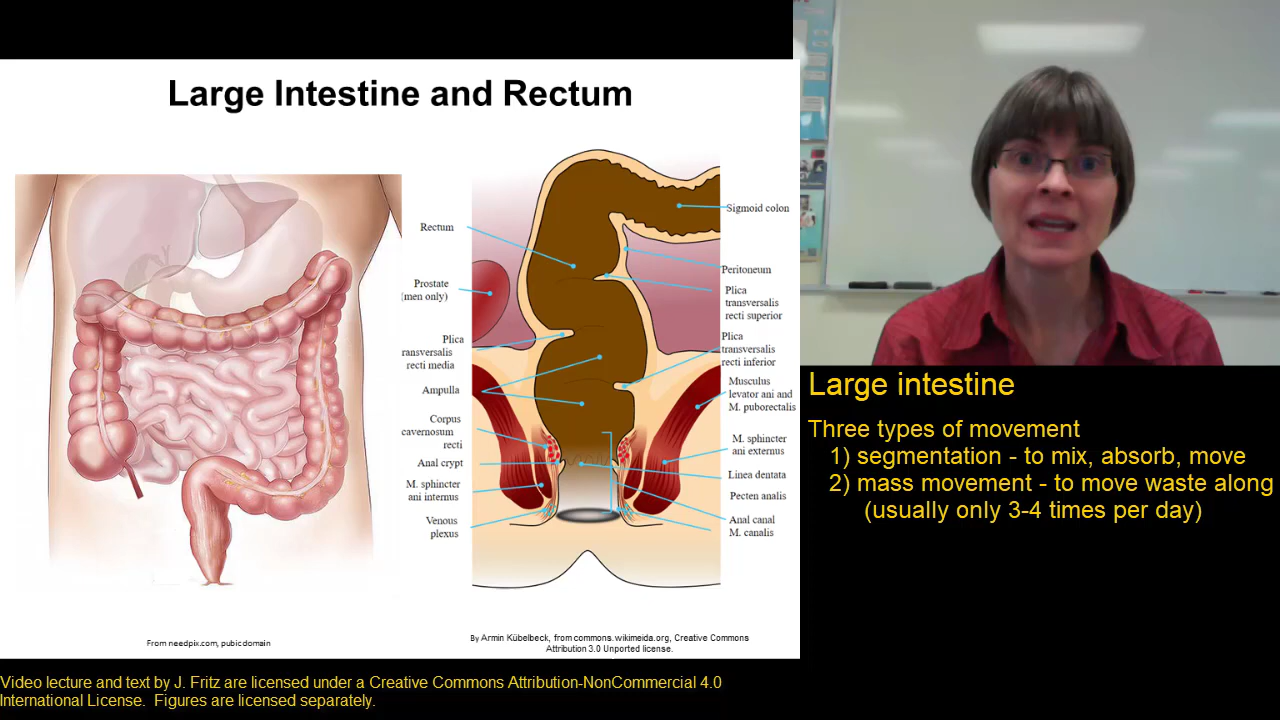 Large Intestine and Rectum
Rectum
Prostate
(men only)
Plica
ransversalis
recti media
Ampulla
Corpus
cavernosum
recti
Anal crypt
M. sphincter
ani internus
Venous
plexus
Sigmoid colon
Peritoneum
Plica
transversalis
recti superior
Plica
transversalis
recti inferior
Musculus
levator ani and
M. puborectalis
M. sphincter
ani externus
Linea dentata
Pecten analis
Anal canal
M. canalis
From needpix.com, pubicdomain
By Armin Kübelbeck, from commons.wikimeida.org, Creative Commons
Attribution 3.0 Unported license.
Large intestine
Three types of movement
1) segmentation - to mix, absorb, move
2) mass movement - to move waste along
(usually only 3-4 times per day)
Video lecture and text by J. Fritz are licensed under a Creative Commons Attribution-NonCommercial 4.0
International License. Figures are licensed separately.